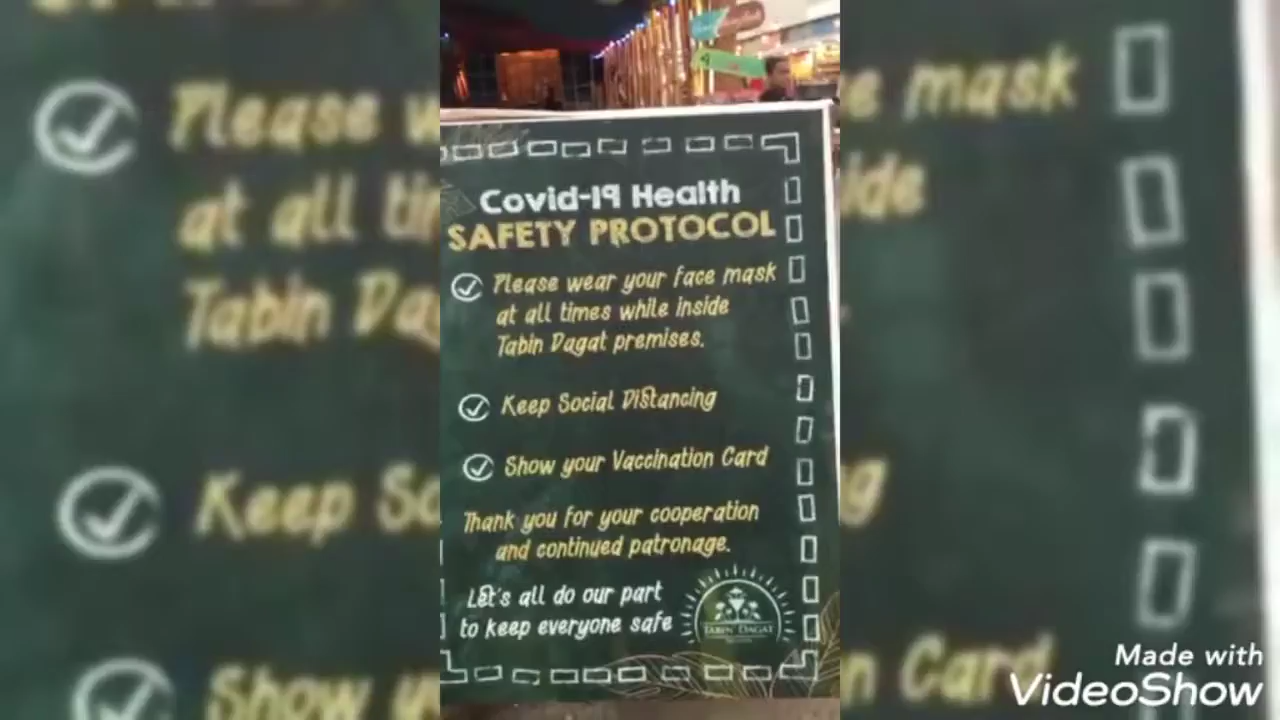 Covid-19 Health
SAFETY PROTOCOL
Please wear your face mask
at all times while inside
Tabin Dagat premises.
Keep Social Distancing
Show your Vaccination Card
Thank you for your cooperation
and continued patronage.
Let's all do our part
to keep everyone safe
TABIN DAGAT
Made with
VideoShow